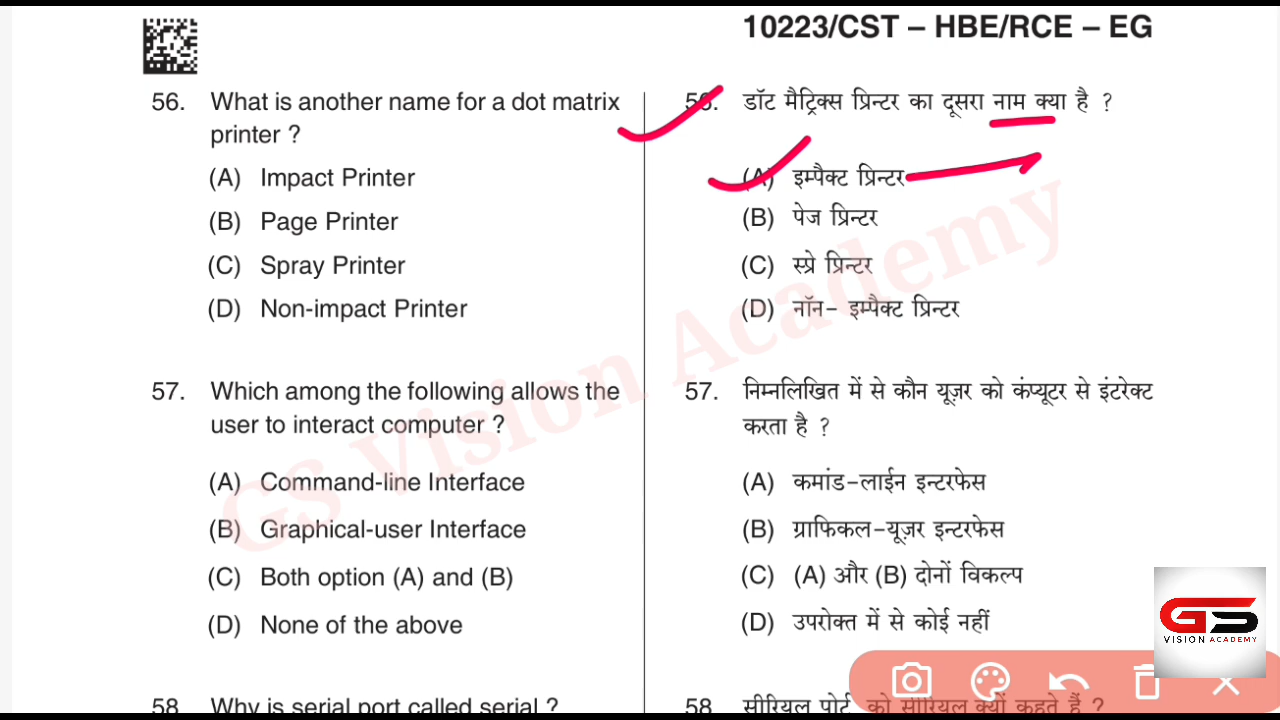 10223/CST – HBE/RCE – EG
56. What is another name for a dot matrix
printer ?
(A) Impact Printer
(B) Page Printer
(C) Spray Printer
(D) Non-impact Printer
57. Which among the following allows the
user to interact computer ?
(A) Command-line Interface
(B) Graphical-user Interface
(C) Both option (A) and (B)
(D) None of the above
58 Why is serial port called serial ?
56. डॉट मैट्रिक्स प्रिन्टर का दूसरा नाम क्या है ?
(A) इम्पैक्ट प्रिन्टर
(B) पेज प्रिन्टर
(C) स्प्रे प्रिन्टर
(D) नॉन- इम्पैक्ट प्रिन्टर
57. निम्नलिखित में से कौन यूज़र को कंप्यूटर से इंटरेक्ट
करता है ?
(A) कमांड-लाईन इन्टरफेस
(B) ग्राफिकल-यूज़र इन्टरफेस
(C) (A) और (B) दोनों विकल्प
(D) उपरोक्त में से कोई नहीं
58 सीरियल पोर्ट को सीरियल क्यों कहते हैं ?
GS Vision Academy
GS
VISION ACADEMY